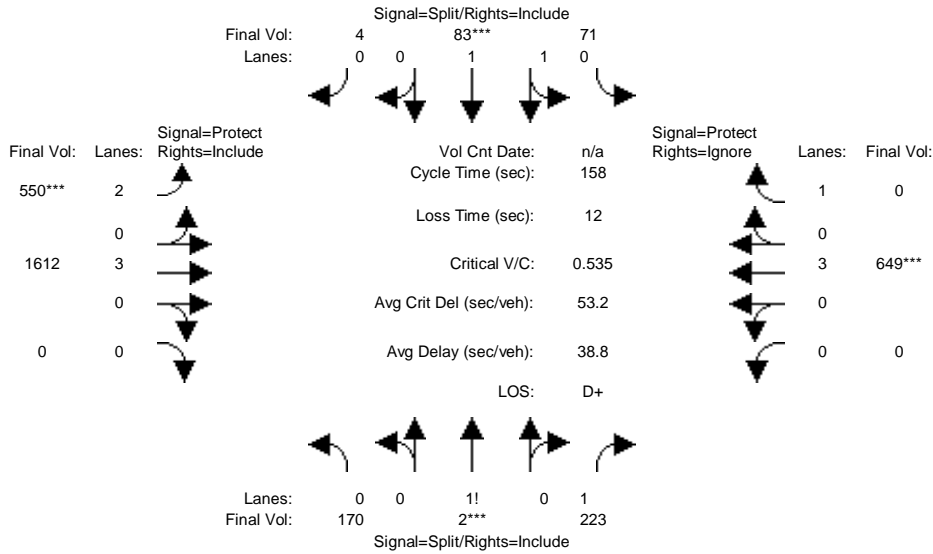 Signal=Split/Rights=Include
Final Vol: 4 83*** 71
Lanes: 0 0 1 1 0
Signal=Protect Signal=Protect
Final Vol: Lanes: Rights=Include Vol Cnt Date: n/a Rights=Ignore Lanes: Final Vol:
Cycle Time (sec): 158
550*** 2 1 0
Loss Time (sec): 12
0 0
1612 3 Critical V/C: 0.535 3 649***
0 Avg Crit Del (sec/veh): 53.2 0
0 0 Avg Delay (sec/veh): 38.8 0 0
LOS: D+
Lanes: 0 0 1! 0 1
Final Vol: 170 2*** 223
Signal=Split/Rights=Include